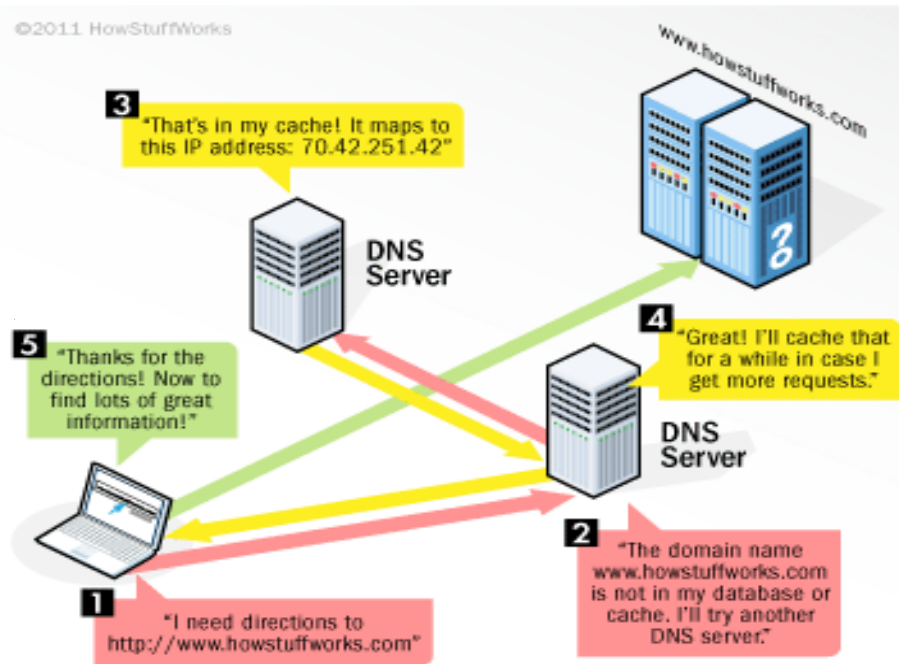 ©2011 HowStuffWorks
www.howstuffworks.com
3
"That's in my cache! It maps to
this IP address: 70.42.251.42"
DNS
Server
4
"Great! I'll cache that
for a while in case I
get more requests."
5
"Thanks for the
directions! Now to
find lots of great
information!"
DNS
Server
2
"The domain name
www.howstuffworks.com
is not in my database or
cache. I'll try another
DNS server."
1
"I need directions to
http://www.howstuffworks.com"
?